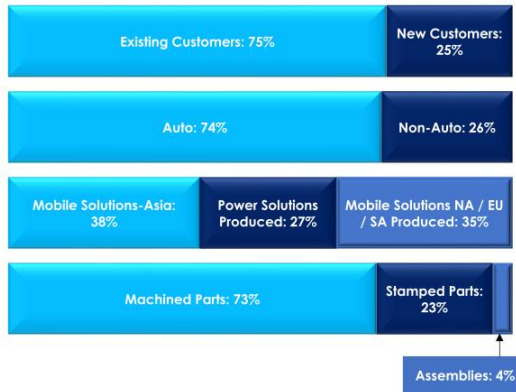 Existing Customers: 75%
New Customers:
25%
Auto: 74%
Non-Auto: 26%
Mobile Solutions-Asia:
38%
Power Solutions
Produced: 27%
Mobile Solutions NA / EU
/ SA Produced: 35%
Machined Parts: 73%
Stamped Parts:
23%
Assemblies: 4%